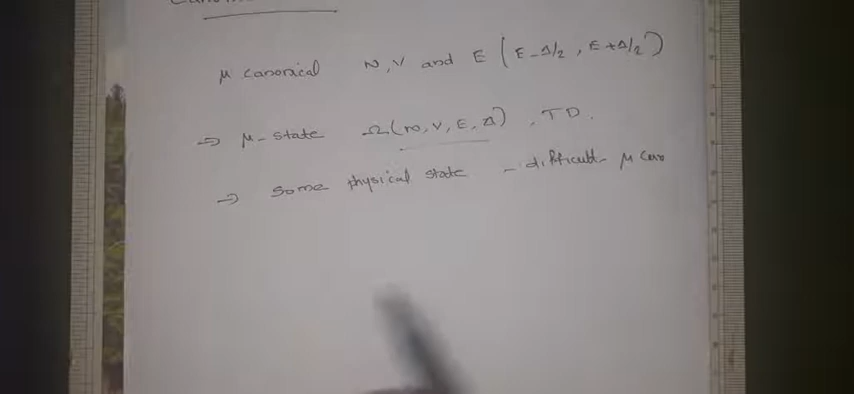 μ canonical N, V and E (E-Δ/2, E+Δ/2)
⇒ μ-state Ω(N, V, E, Δ), TD.
→ some physical state - difficult μ can